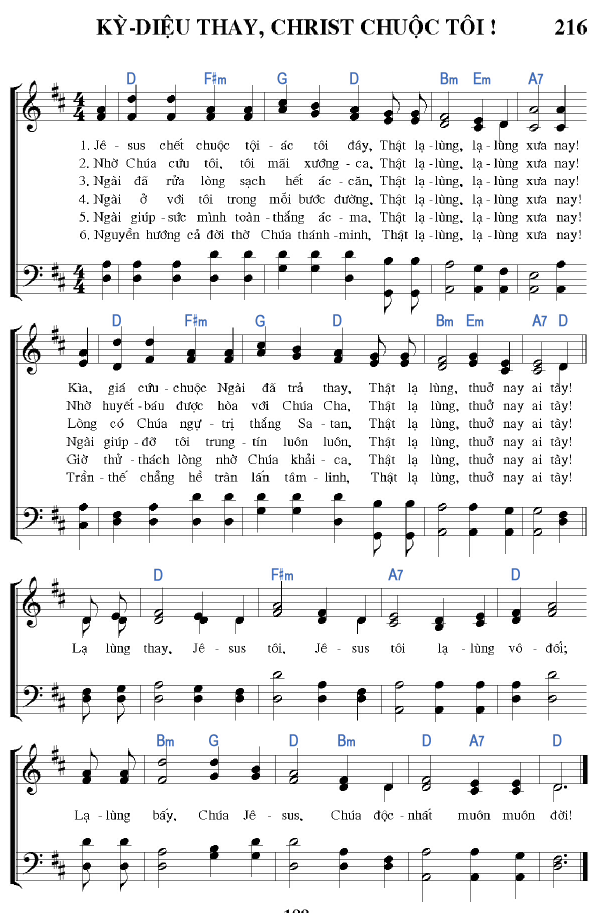 KỲ-DIỆU THAY, CHRIST CHUỘC TÔI ! 216
D F#m G D Bm Em A7
1. Jê-sus chết chuộc tội-ác tôi đây, Thật lạ-lùng, lạ-lùng xưa nay!
2. Nhờ Chúa cứu tôi, tôi mãi xướng-ca, Thật lạ-lùng, lạ-lùng xưa nay!
3. Ngài đã rửa lòng sạch hết ác-căn, Thật lạ-lùng, lạ-lùng xưa nay!
4. Ngài ở với tôi trong mỗi bước đường, Thật lạ-lùng, lạ-lùng xưa nay!
5. Ngài giúp-sức mình toàn-thắng ác-ma, Thật lạ-lùng, lạ-lùng xưa nay!
6. Nguyền hướng cả đời thờ Chúa thánh-minh, Thật lạ-lùng, lạ-lùng xưa nay!
D F#m G D Bm Em A7 D
Kìa, giá cứu-chuộc Ngài đã trả thay, Thật lạ lùng, thuở nay ai tày!
Nhờ huyết-báu được hòa với Chúa Cha, Thật lạ lùng, thuở nay ai tày!
Lòng có Chúa ngự-trị thắng Sa-tan, Thật lạ lùng, thuở nay ai tày!
Ngài giúp-đỡ tôi trung-tín luôn luôn, Thật lạ lùng, thuở nay ai tày!
Giờ thử-thách lòng nhờ Chúa khải-ca, Thật lạ lùng, thuở nay ai tày!
Trần-thế chẳng hề tràn lấn tâm-linh, Thật lạ lùng, thuở nay ai tày!
D F#m A7 D
Lạ lùng thay, Jê-sus tôi, Jê-sus tôi lạ-lùng vô-đối;
Bm G D Bm D A7 D
Lạ-lùng bấy, Chúa Jê-sus, Chúa độc-nhất muôn muôn đời!